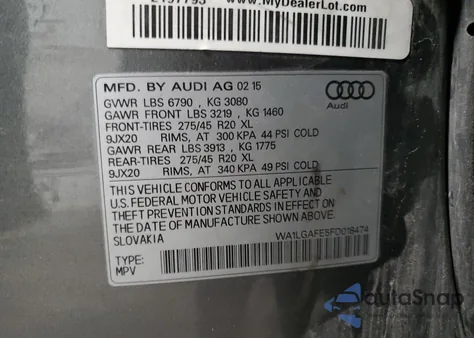 www.MyDealerLot.com
MFD. BY AUDI AG 02 15
GVWR LBS 6790 , KG 3080
GAWR FRONT LBS 3219 , KG 1460
FRONT-TIRES 275/45 R20 XL
9JX20 RIMS, AT 300 KPA 44 PSI COLD
GAWR REAR LBS 3913 , KG 1775
REAR-TIRES 275/45 R20 XL
9JX20 RIMS, AT 340 KPA 49 PSI COLD
Audi
THIS VEHICLE CONFORMS TO ALL APPLICABLE
U.S. FEDERAL MOTOR VEHICLE SAFETY AND
THEFT PREVENTION STANDARDS IN EFFECT ON
THE DATE OF MANUFACTURE SHOWN ABOVE.
SLOVAKIA
WA1LGAFE5FD018474
TYPE:
MPV
autaSnap